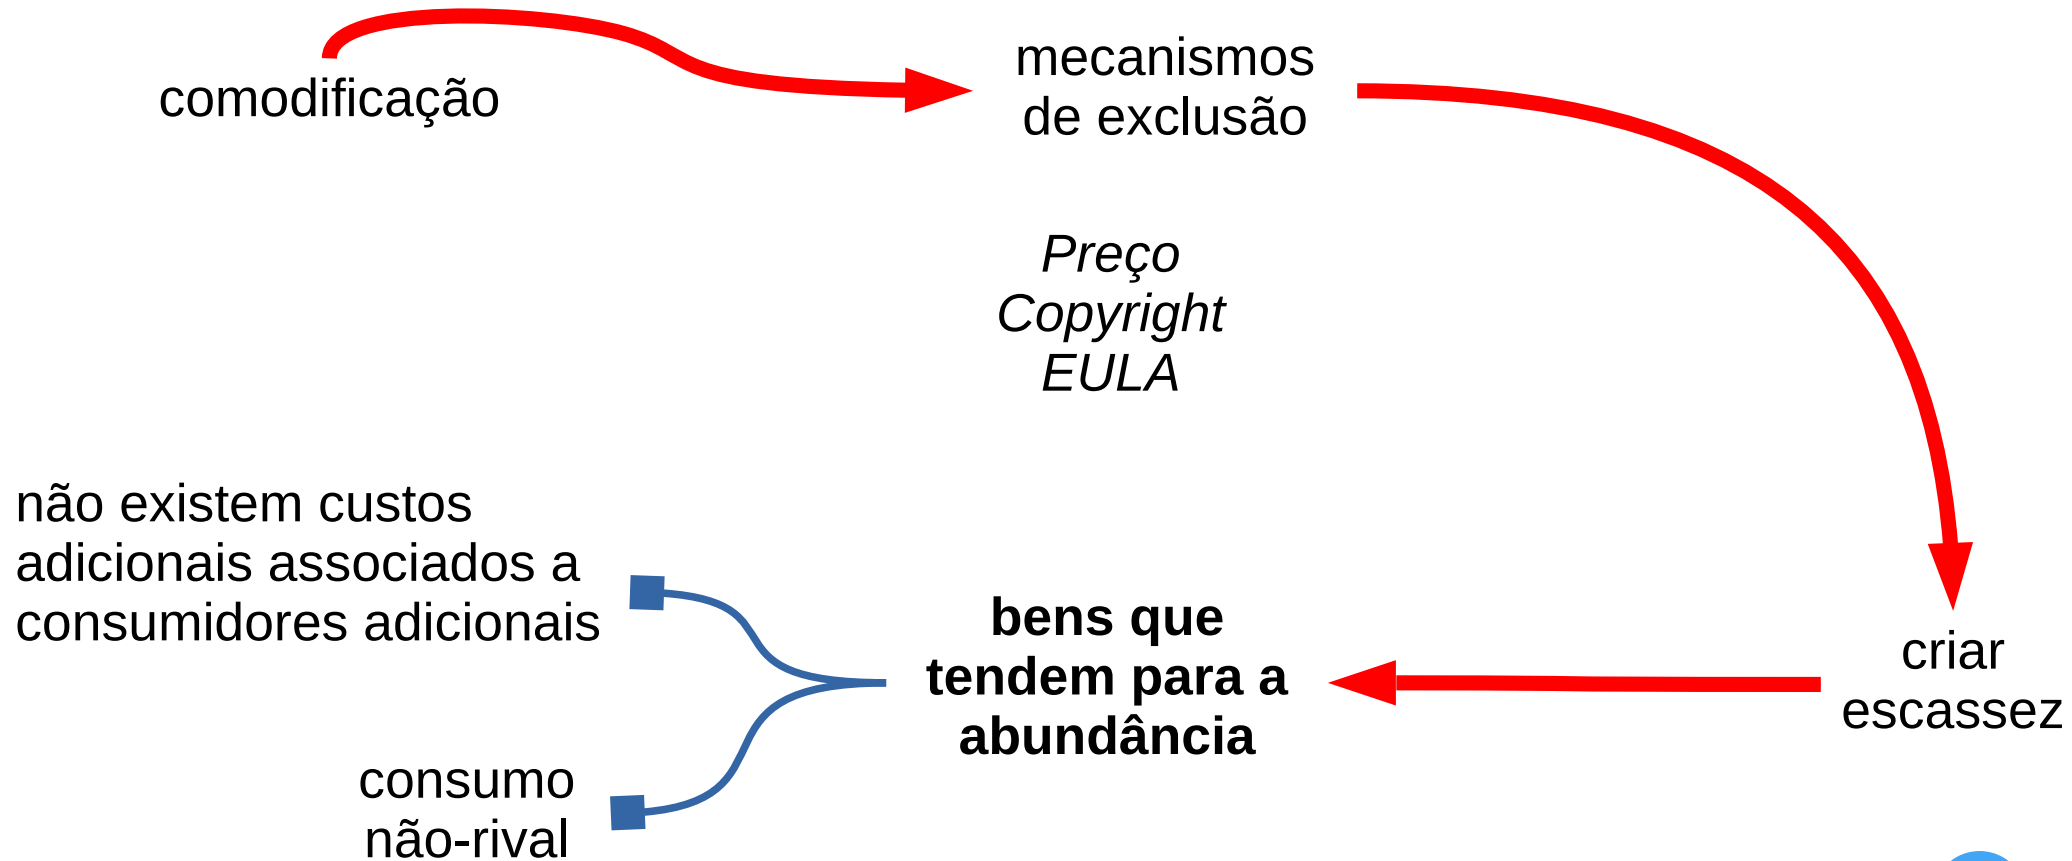 comodificação
mecanismos
de exclusão
Preço
Copyright
EULA
não existem custos
adicionais associados a
consumidores adicionais
bens que
tendem para a
abundância
criar
escassez
consumo
não-rival